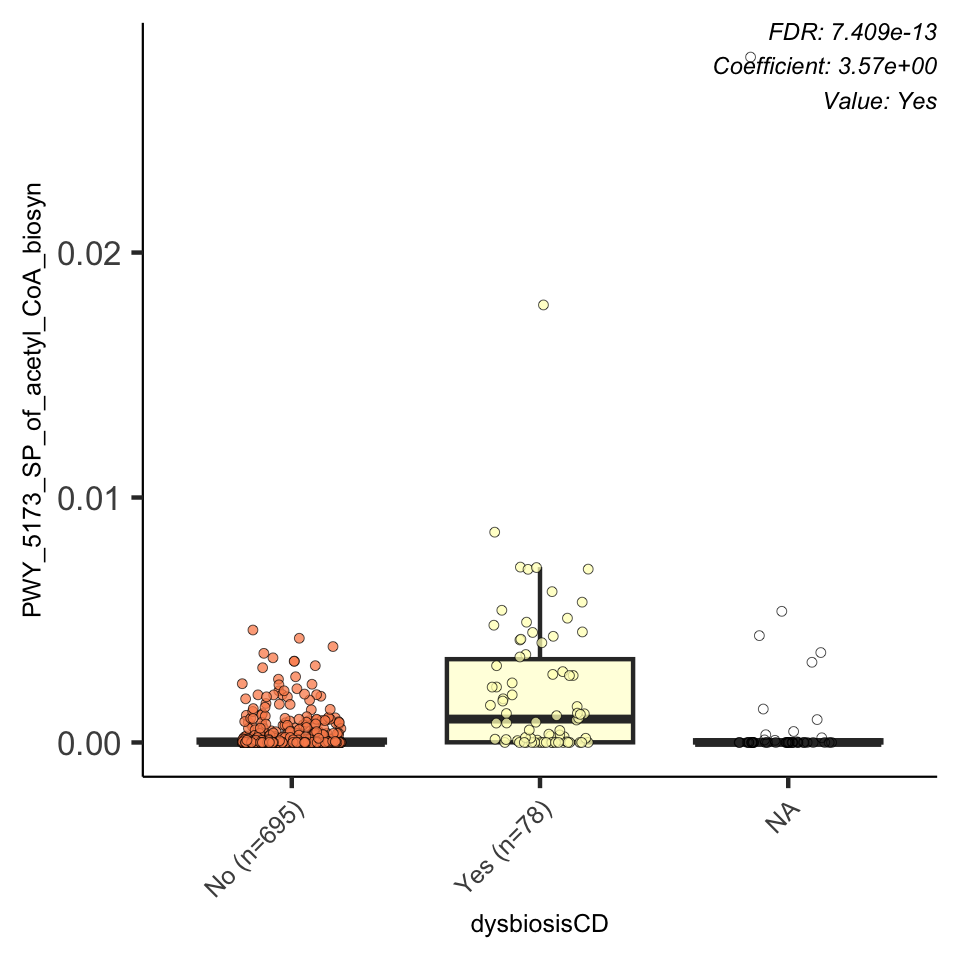 FDR: 7.409e-13
Coefficient: 3.57e+00
Value: Yes
PWY_5173_SP_of_acetyl_CoA_biosyn
0.02
0.01
0.00
No (n=695)
Yes (n=78)
NA
dysbiosisCD